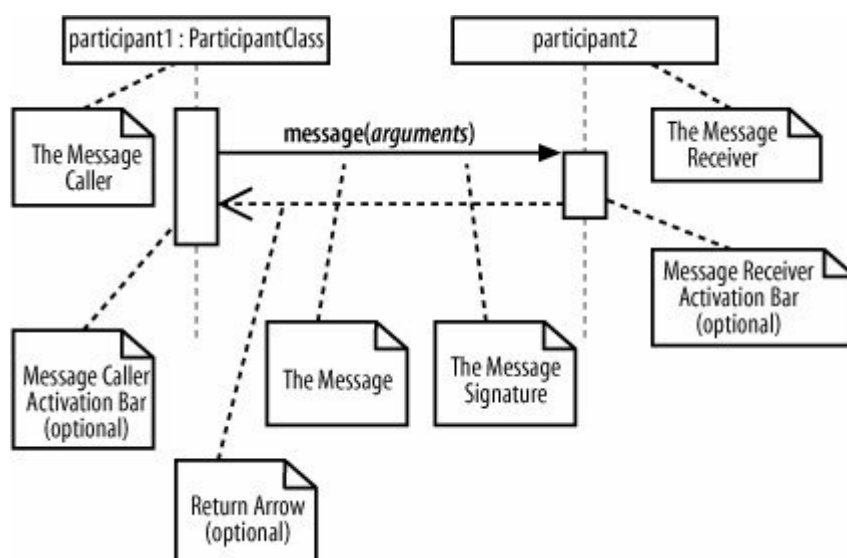 participant1 : ParticipantClass
participant2
The Message
Caller
message(arguments)
The Message
Receiver
Message Caller
Activation Bar
(optional)
The Message
The Message
Signature
Message Receiver
Activation Bar
(optional)
Return Arrow
(optional)